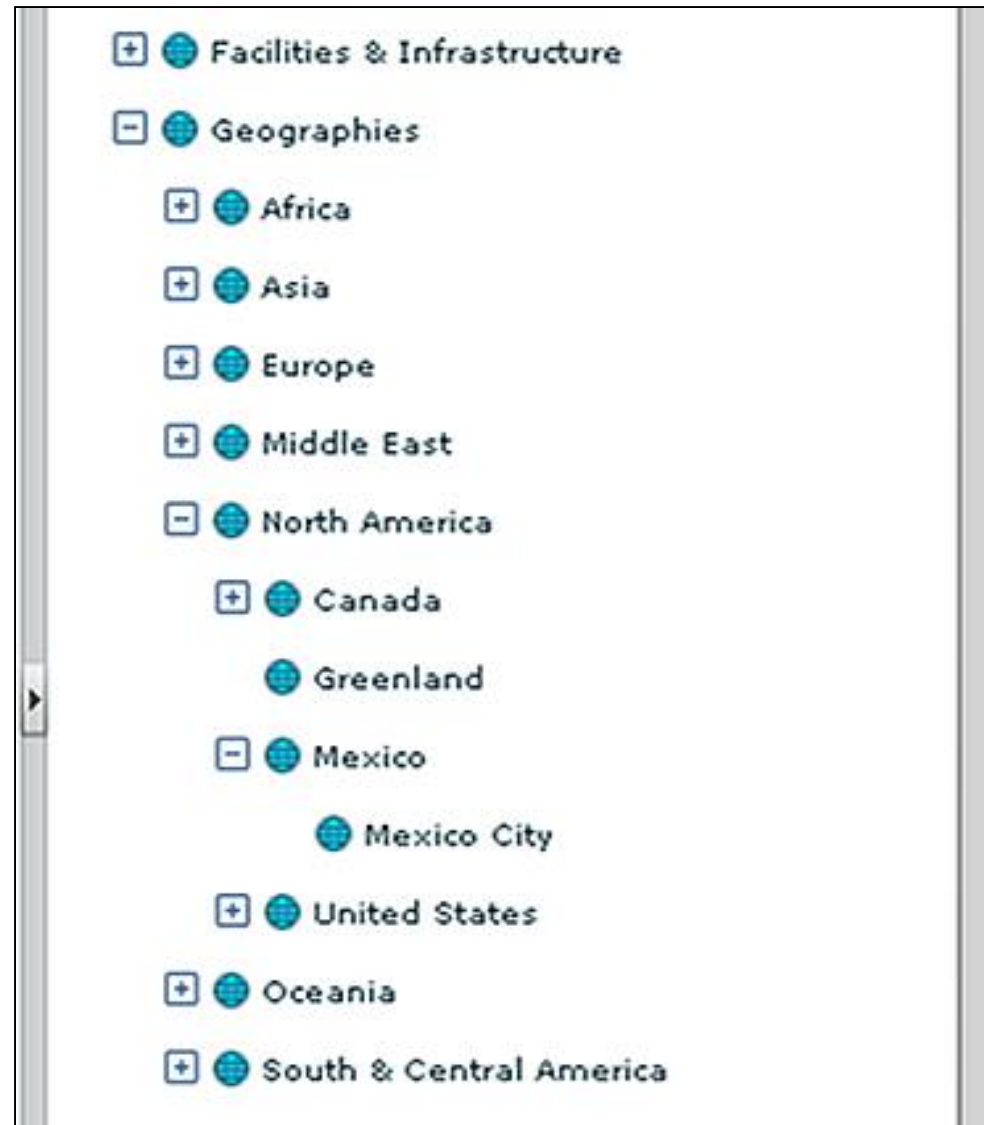 Facilities & Infrastructure
Geographies
Africa
Asia
Europe
Middle East
North America
Canada
Greenland
Mexico
Mexico City
United States
Oceania
South & Central America